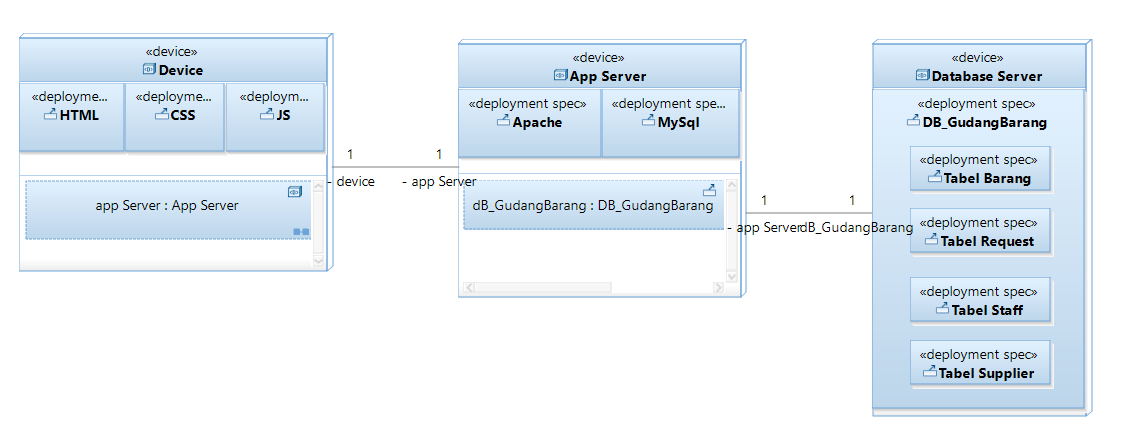 «device»
Device
«deployme...
HTML
«deployme...
CSS
«deploym...
JS
app Server : App Server
1
1
- device
- app Server
«device»
App Server
«deployment spec»
Apache
«deployment spe...
MySql
dB_GudangBarang : DB_GudangBarang
1
1
- app Server
dB_GudangBarang
«device»
Database Server
«deployment spec»
DB_GudangBarang
«deployment spec»
Tabel Barang
«deployment spec»
Tabel Request
«deployment spec»
Tabel Staff
«deployment spec»
Tabel Supplier